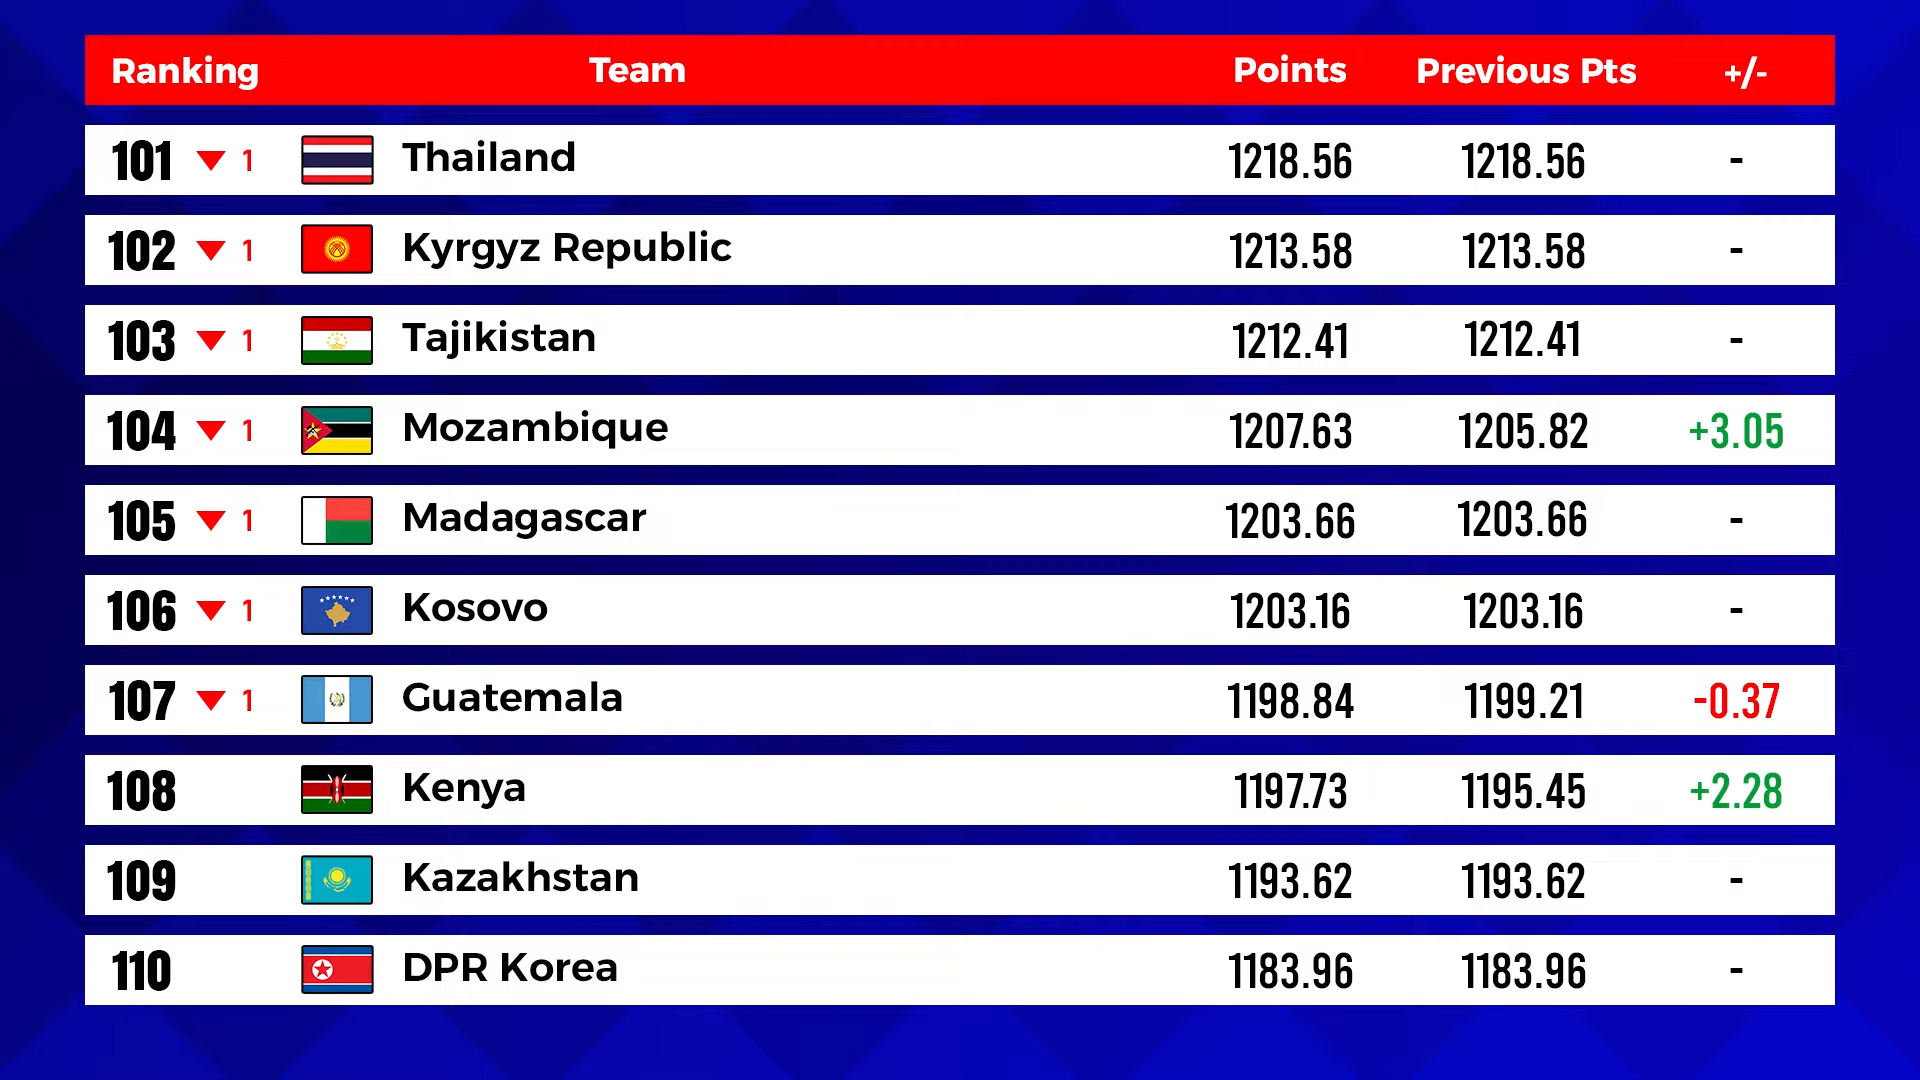 Ranking Team Points Previous Pts +/-
101 ▼ 1 Thailand 1218.56 1218.56 -
102 ▼ 1 Kyrgyz Republic 1213.58 1213.58 -
103 ▼ 1 Tajikistan 1212.41 1212.41 -
104 ▼ 1 Mozambique 1207.63 1205.82 +3.05
105 ▼ 1 Madagascar 1203.66 1203.66 -
106 ▼ 1 Kosovo 1203.16 1203.16 -
107 ▼ 1 Guatemala 1198.84 1199.21 -0.37
108 Kenya 1197.73 1195.45 +2.28
109 Kazakhstan 1193.62 1193.62 -
110 DPR Korea 1183.96 1183.96 -